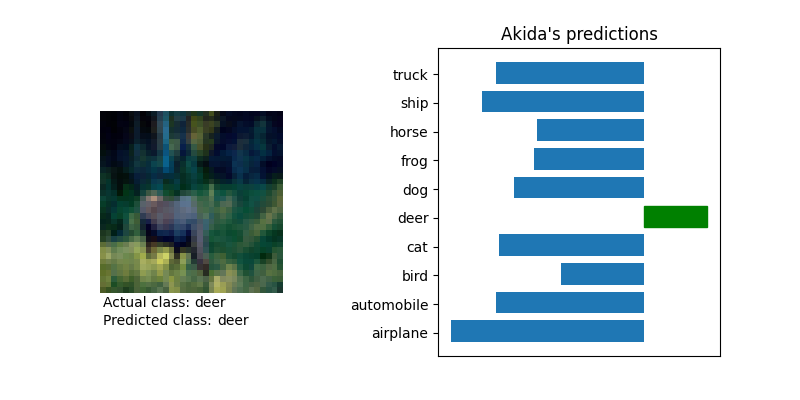 Akida's predictions
truck
ship
horse
frog
dog
deer
cat
bird
automobile
airplane
Actual class: deer
Predicted class: deer